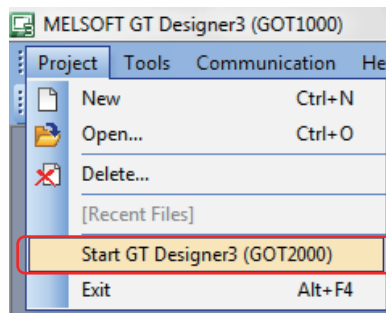 MELSOFT GT Designer3 (GOT1000)
Project Tools Communication He
New Ctrl+N
Open... Ctrl+O
Delete...
[Recent Files]
Start GT Designer3 (GOT2000)
Exit Alt+F4